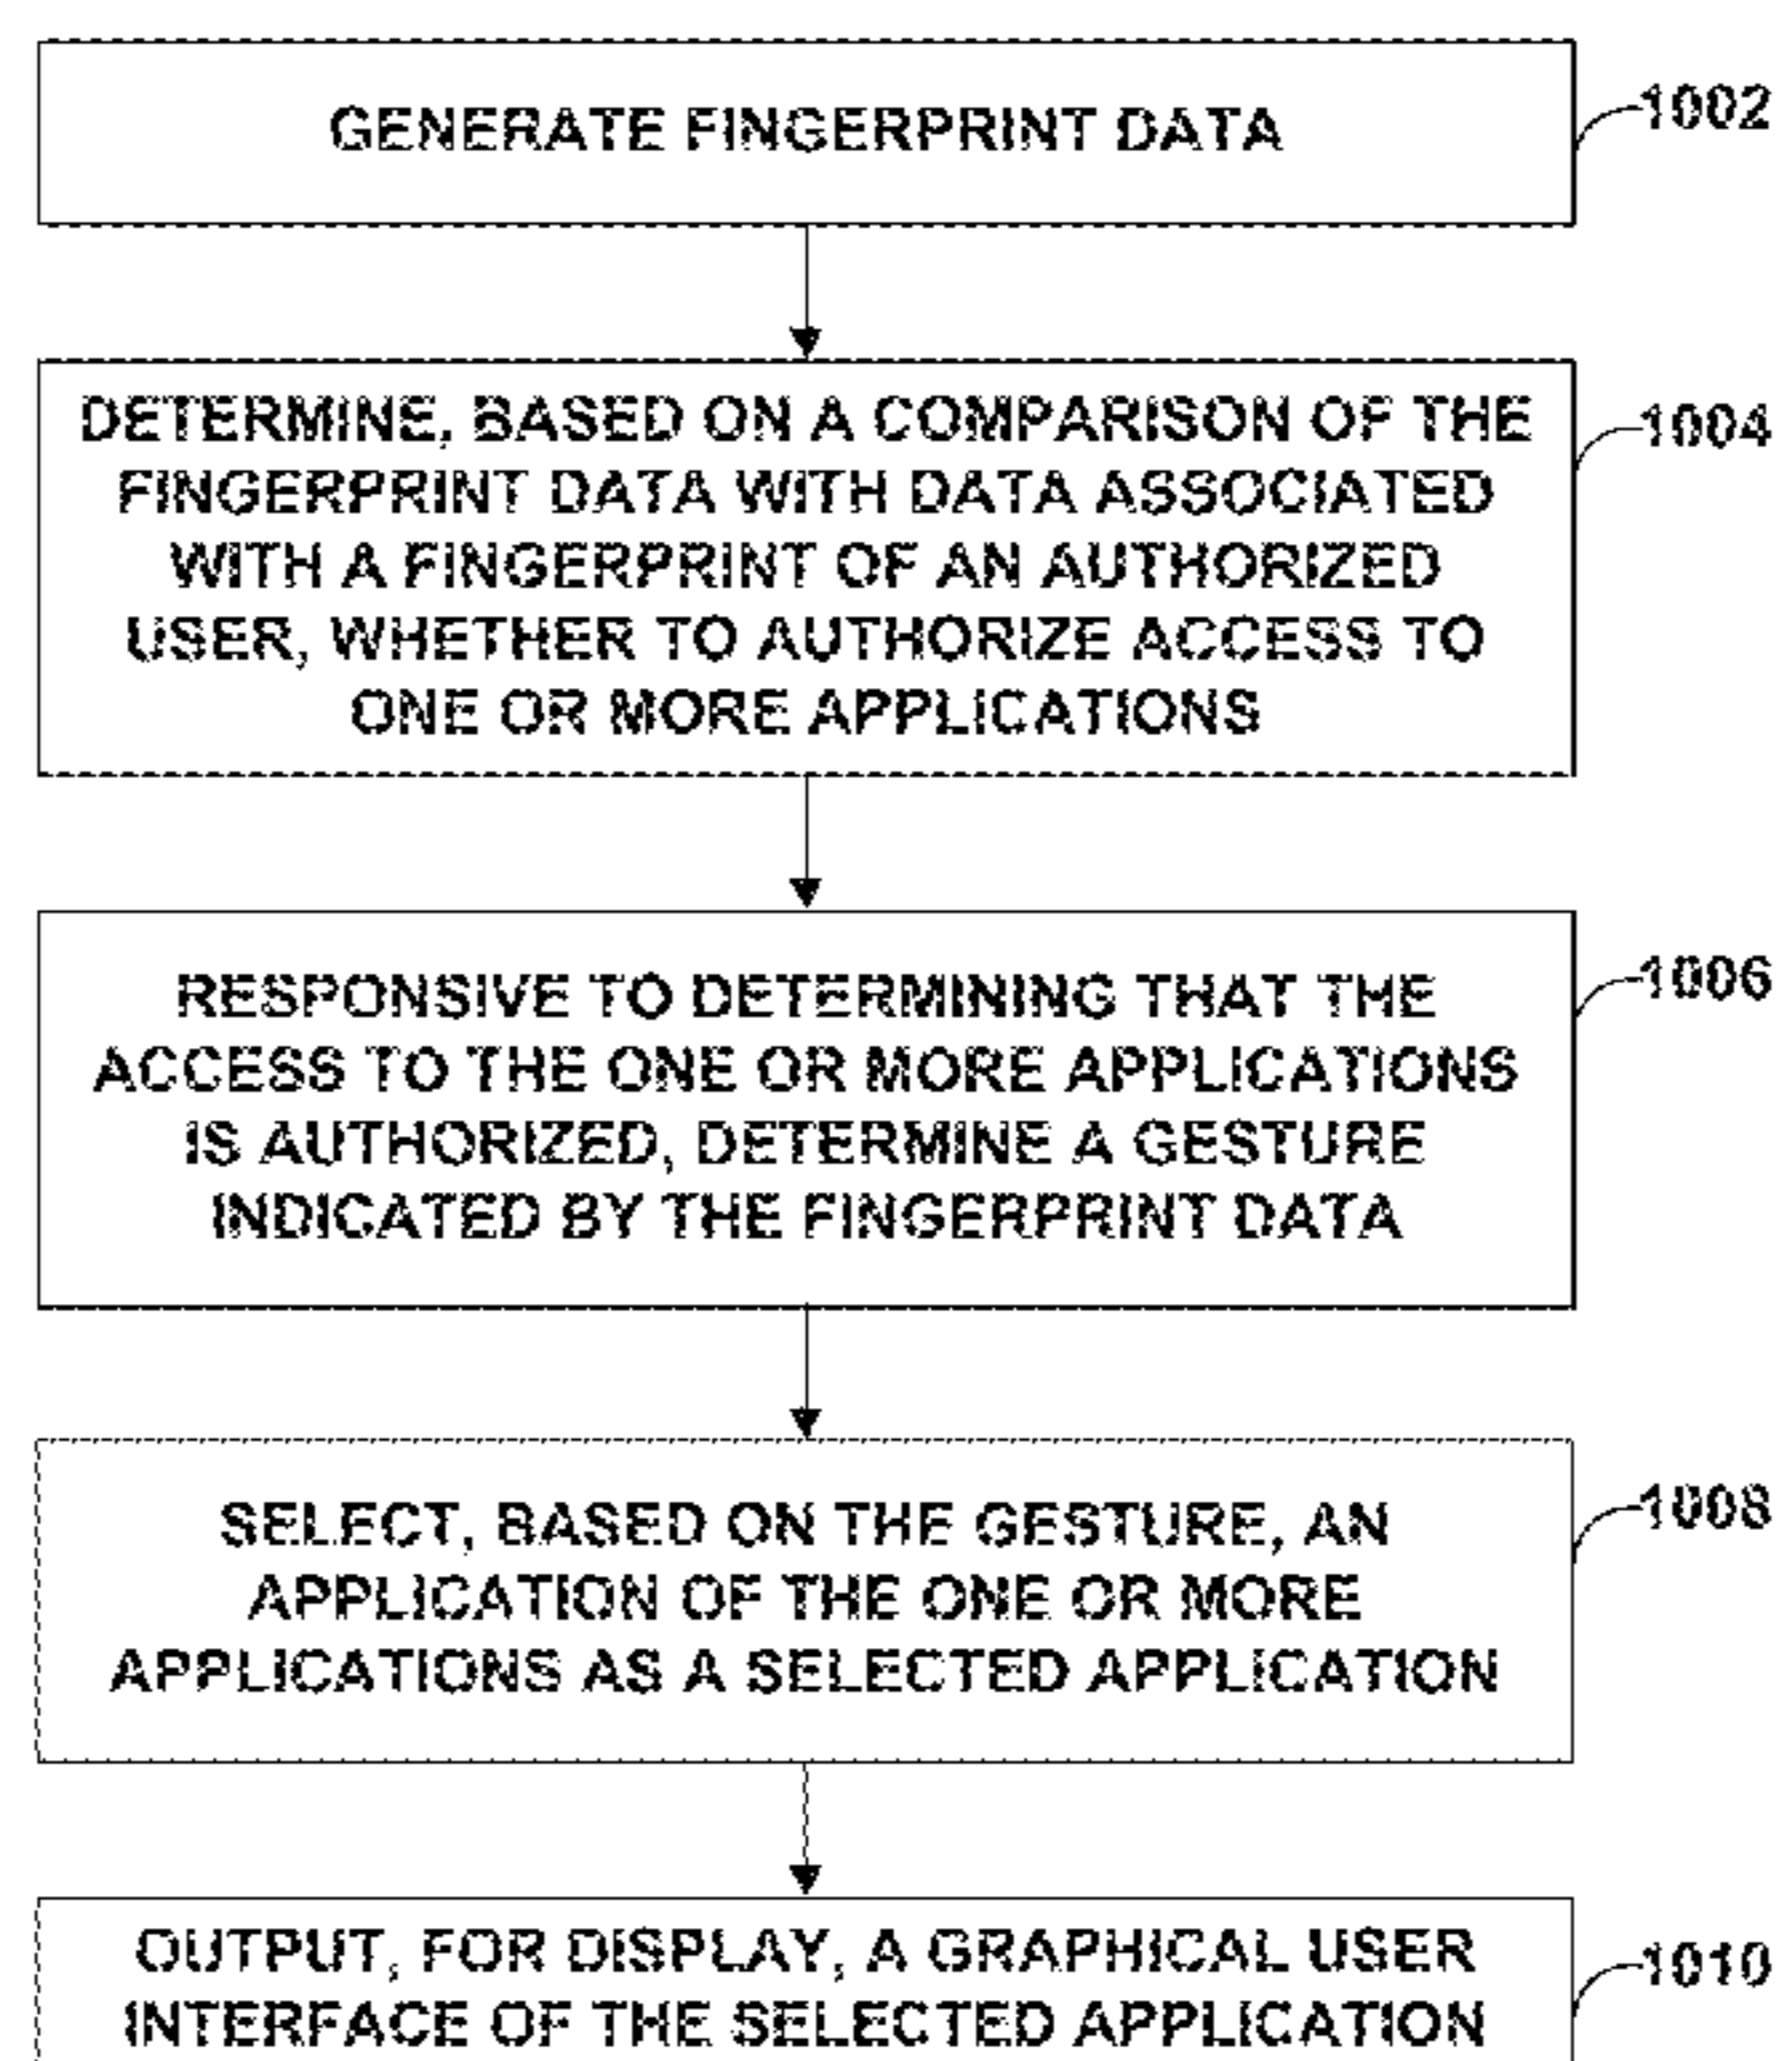 GENERATE FINGERPRINT DATA
1002
DETERMINE, BASED ON A COMPARISON OF THE
FINGERPRINT DATA WITH DATA ASSOCIATED
WITH A FINGERPRINT OF AN AUTHORIZED
USER, WHETHER TO AUTHORIZE ACCESS TO
ONE OR MORE APPLICATIONS
1004
RESPONSIVE TO DETERMINING THAT THE
ACCESS TO THE ONE OR MORE APPLICATIONS
IS AUTHORIZED, DETERMINE A GESTURE
INDICATED BY THE FINGERPRINT DATA
1006
SELECT, BASED ON THE GESTURE, AN
APPLICATION OF THE ONE OR MORE
APPLICATIONS AS A SELECTED APPLICATION
1008
OUTPUT, FOR DISPLAY, A GRAPHICAL USER
INTERFACE OF THE SELECTED APPLICATION
1010